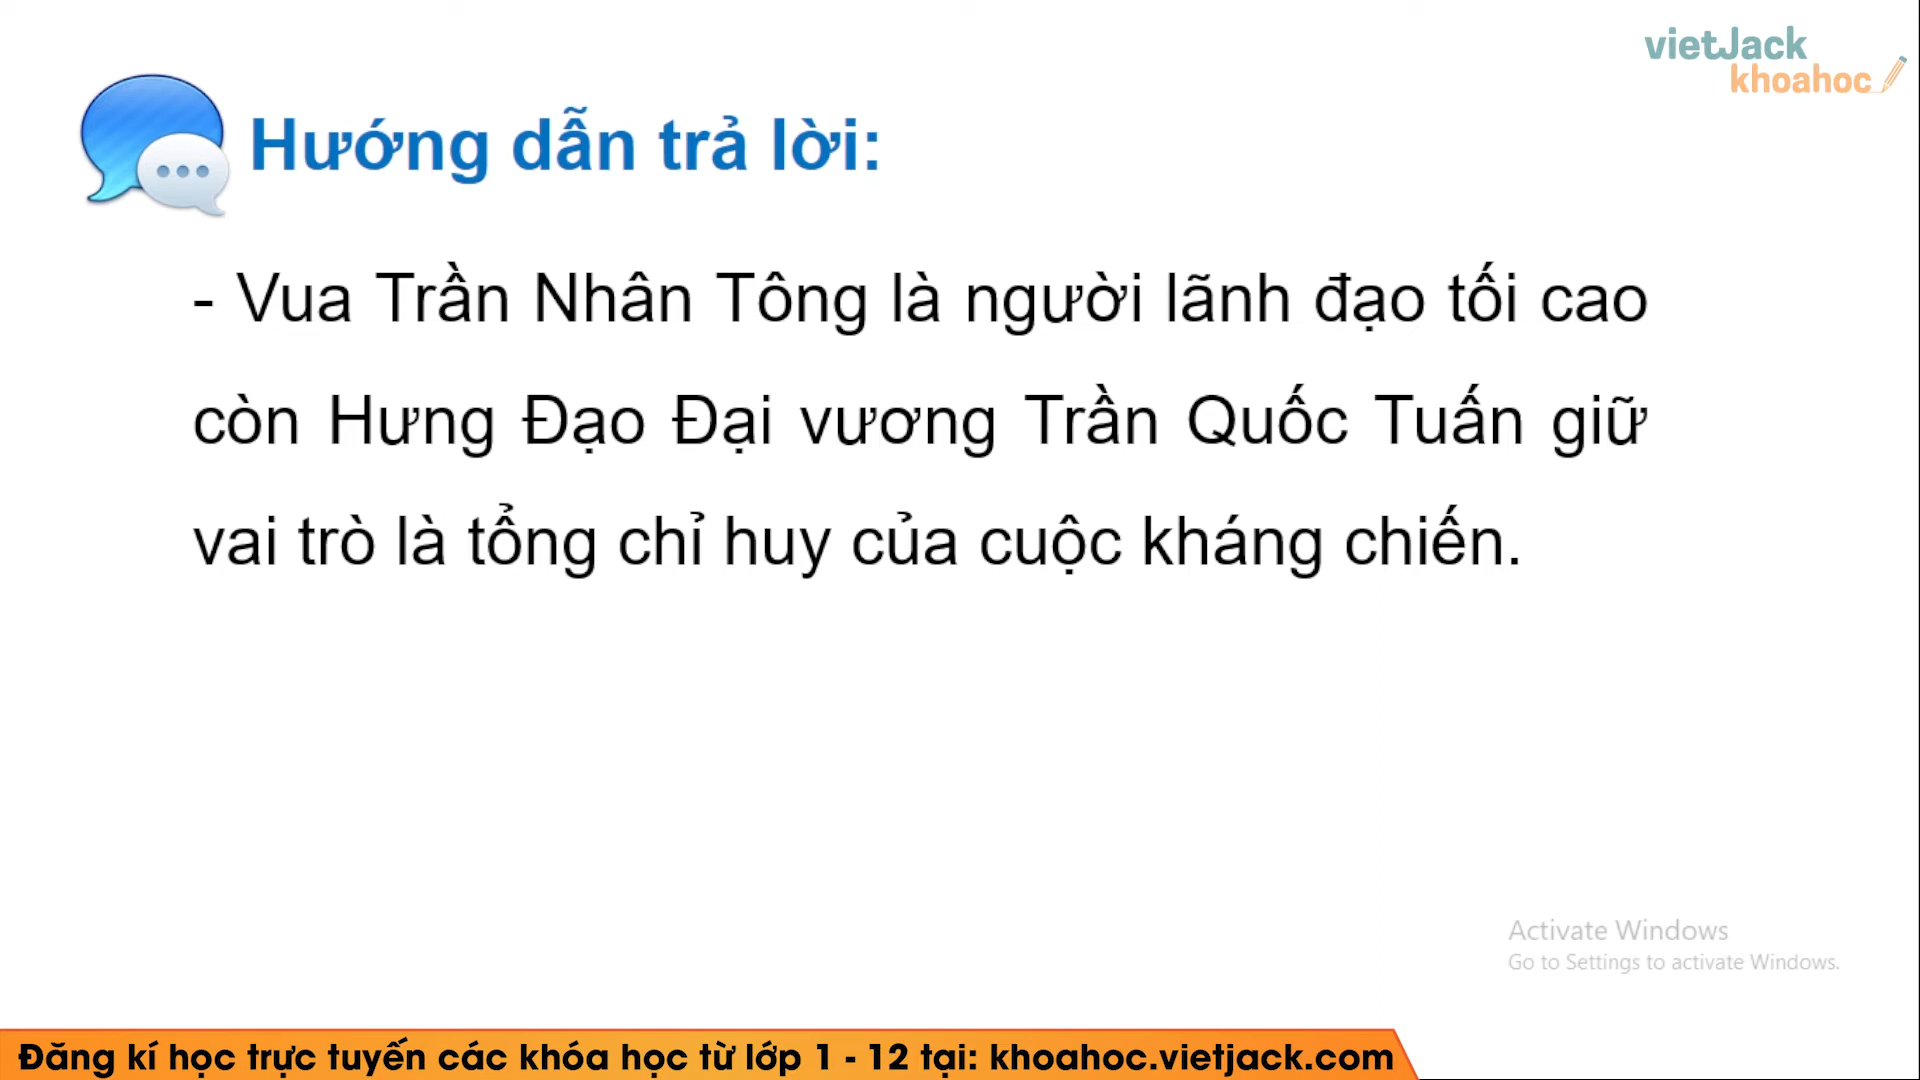 vietJack
khoahoc
Hướng dẫn trả lời:
- Vua Trần Nhân Tông là người lãnh đạo tối cao
còn Hưng Đạo Đại vương Trần Quốc Tuấn giữ
vai trò là tổng chỉ huy của cuộc kháng chiến.
Activate Windows
Go to Settings to activate Windows.
Đăng kí học trực tuyến các khóa học từ lớp 1 - 12 tại: khoahoc.vietjack.com